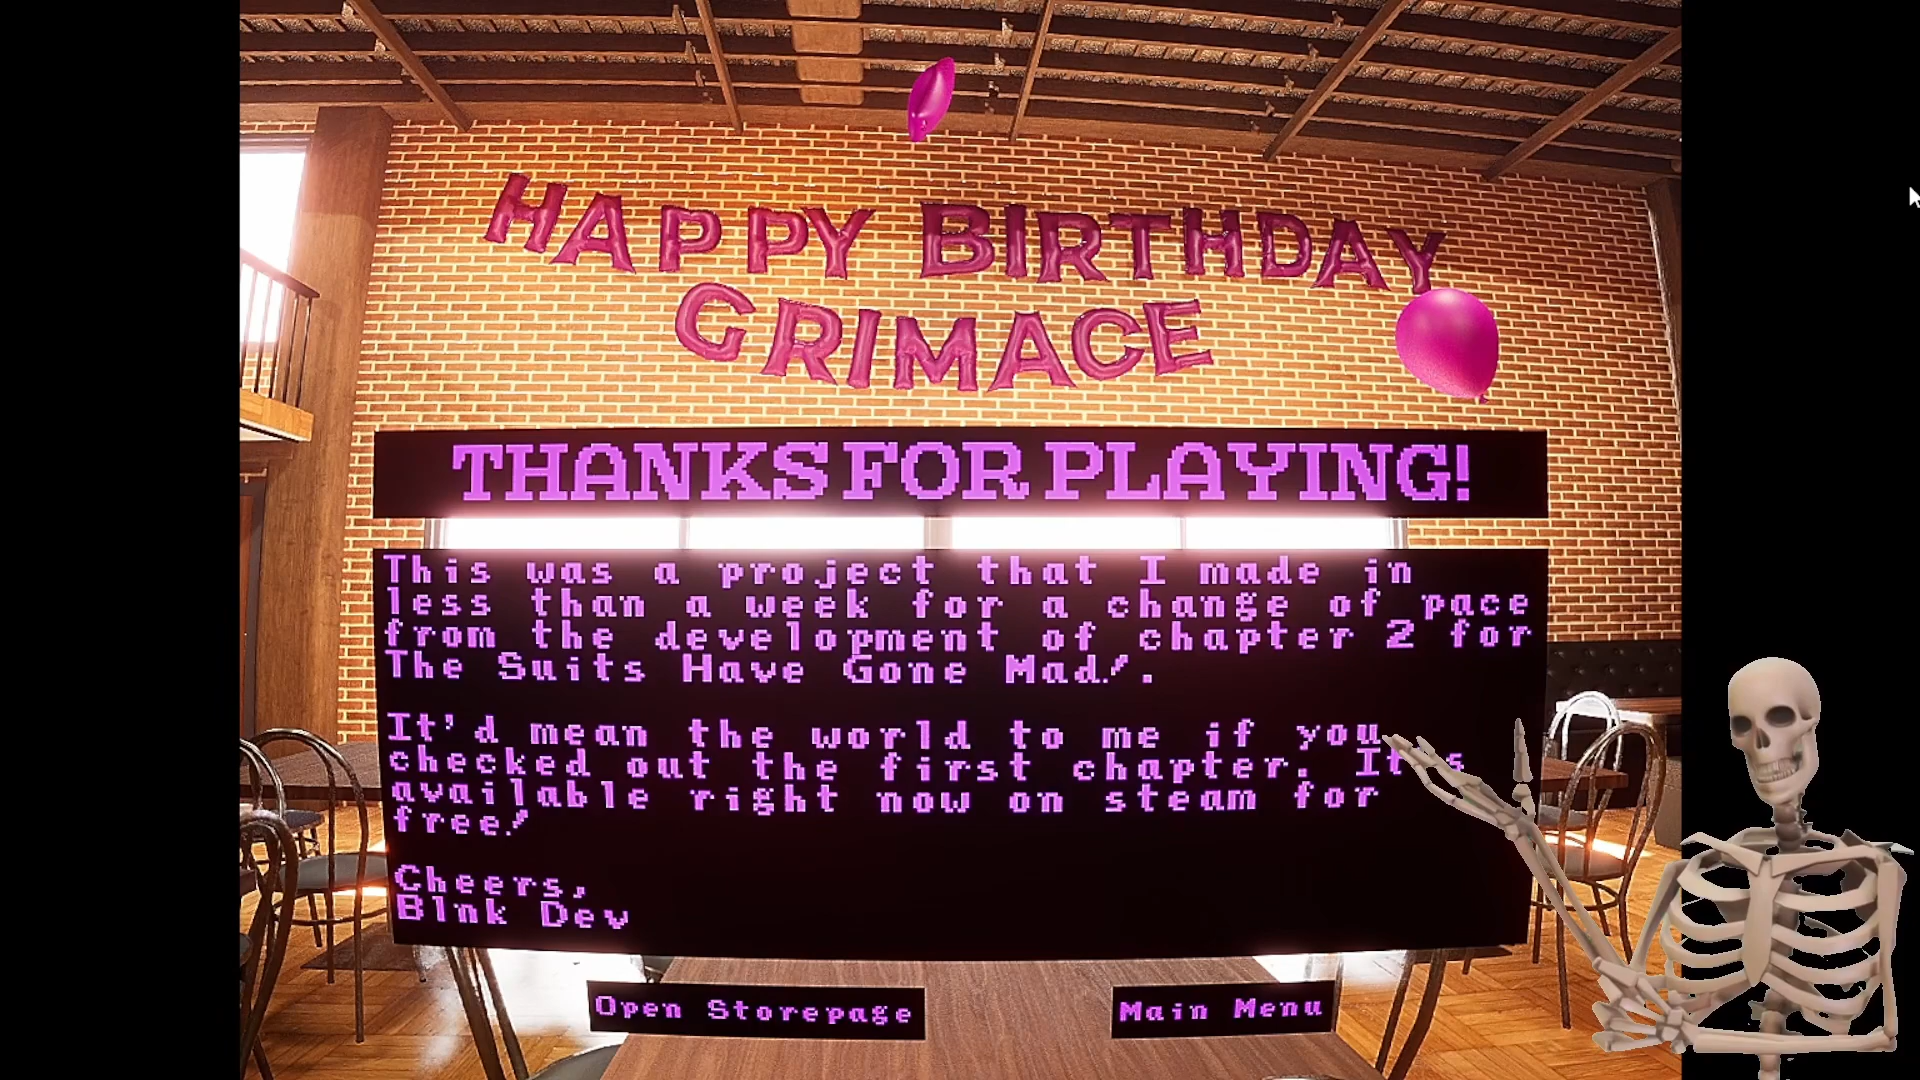 HAPPY BIRTHDAY
GRIMACE
THANKS FOR PLAYING!
This was a project that I made in
less than a week for a change of pace
from the development of chapter 2 for
The Suits Have Gone Mad!.
It'd mean the world to me if you
checked out the first chapter. It's
available right now on steam for
free!
Cheers,
Blnk Dev
Open Storepage
Main Menu